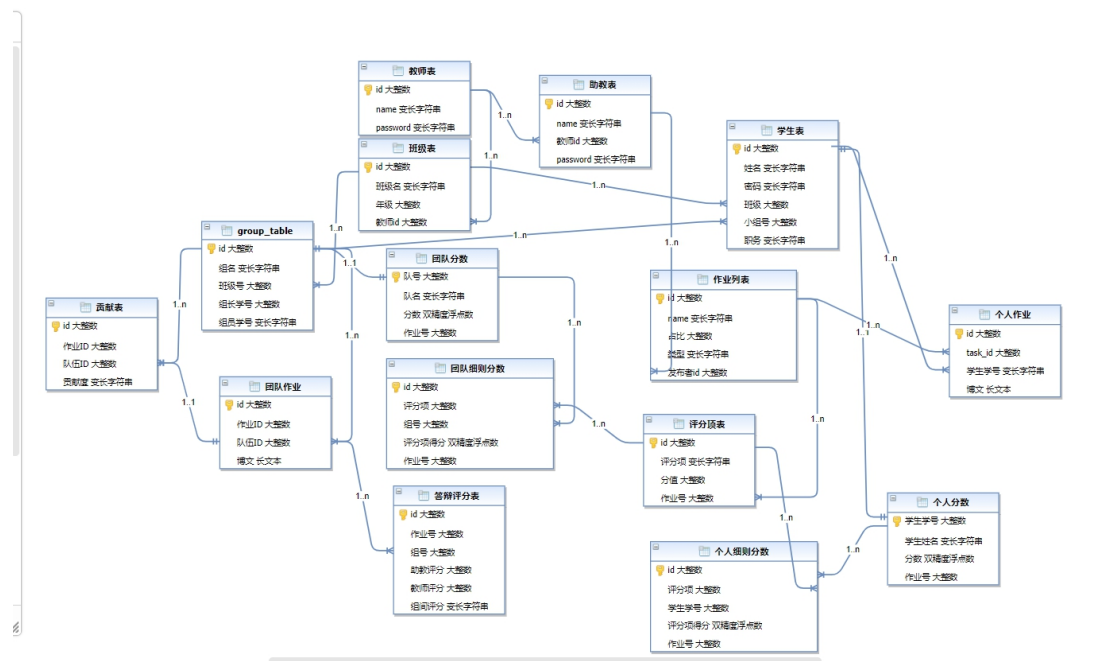 教师表
id 大整数
name 变长字符串
password 变长字符串
助教表
id 大整数
name 变长字符串
教师id 大整数
password 变长字符串
班级表
id 大整数
班级名 变长字符串
年级 大整数
教师id 大整数
学生表
id 大整数
姓名 变长字符串
密码 变长字符串
班级 大整数
小组号 大整数
职务 变长字符串
group_table
id 大整数
组名 变长字符串
班级号 大整数
组长学号 大整数
组员学号 变长字符串
团队分数
队号 大整数
队名 变长字符串
分数 双精度浮点数
作业号 大整数
作业列表
id 大整数
name 变长字符串
占比 大整数
类型 变长字符串
发布者id 大整数
贡献表
id 大整数
作业ID 大整数
队伍ID 大整数
贡献度 变长字符串
个人作业
id 大整数
task_id 大整数
学生学号 变长字符串
博文 长文本
团队作业
id 大整数
作业ID 大整数
队伍ID 大整数
博文 长文本
团队细则分数
id 大整数
评分项 大整数
组号 大整数
评分项得分 双精度浮点数
作业号 大整数
评分顶表
id 大整数
评分项 变长字符串
分值 大整数
作业号 大整数
答辩评分表
id 大整数
作业号 大整数
组号 大整数
助教评分 大整数
教师评分 大整数
组间评分 变长字符串
个人分数
学生学号 大整数
学生姓名 变长字符串
分数 双精度浮点数
作业号 大整数
个人细则分数
id 大整数
评分项 大整数
学生学号 大整数
评分项得分 双精度浮点数
作业号 大整数
1..n
1..n
1..n
1..n
1..n
1..1
1..n
1..n
1..n
1..n
1..1
1..n
1..1
1..n
1..n
1..n
1..n
1..n
1..n